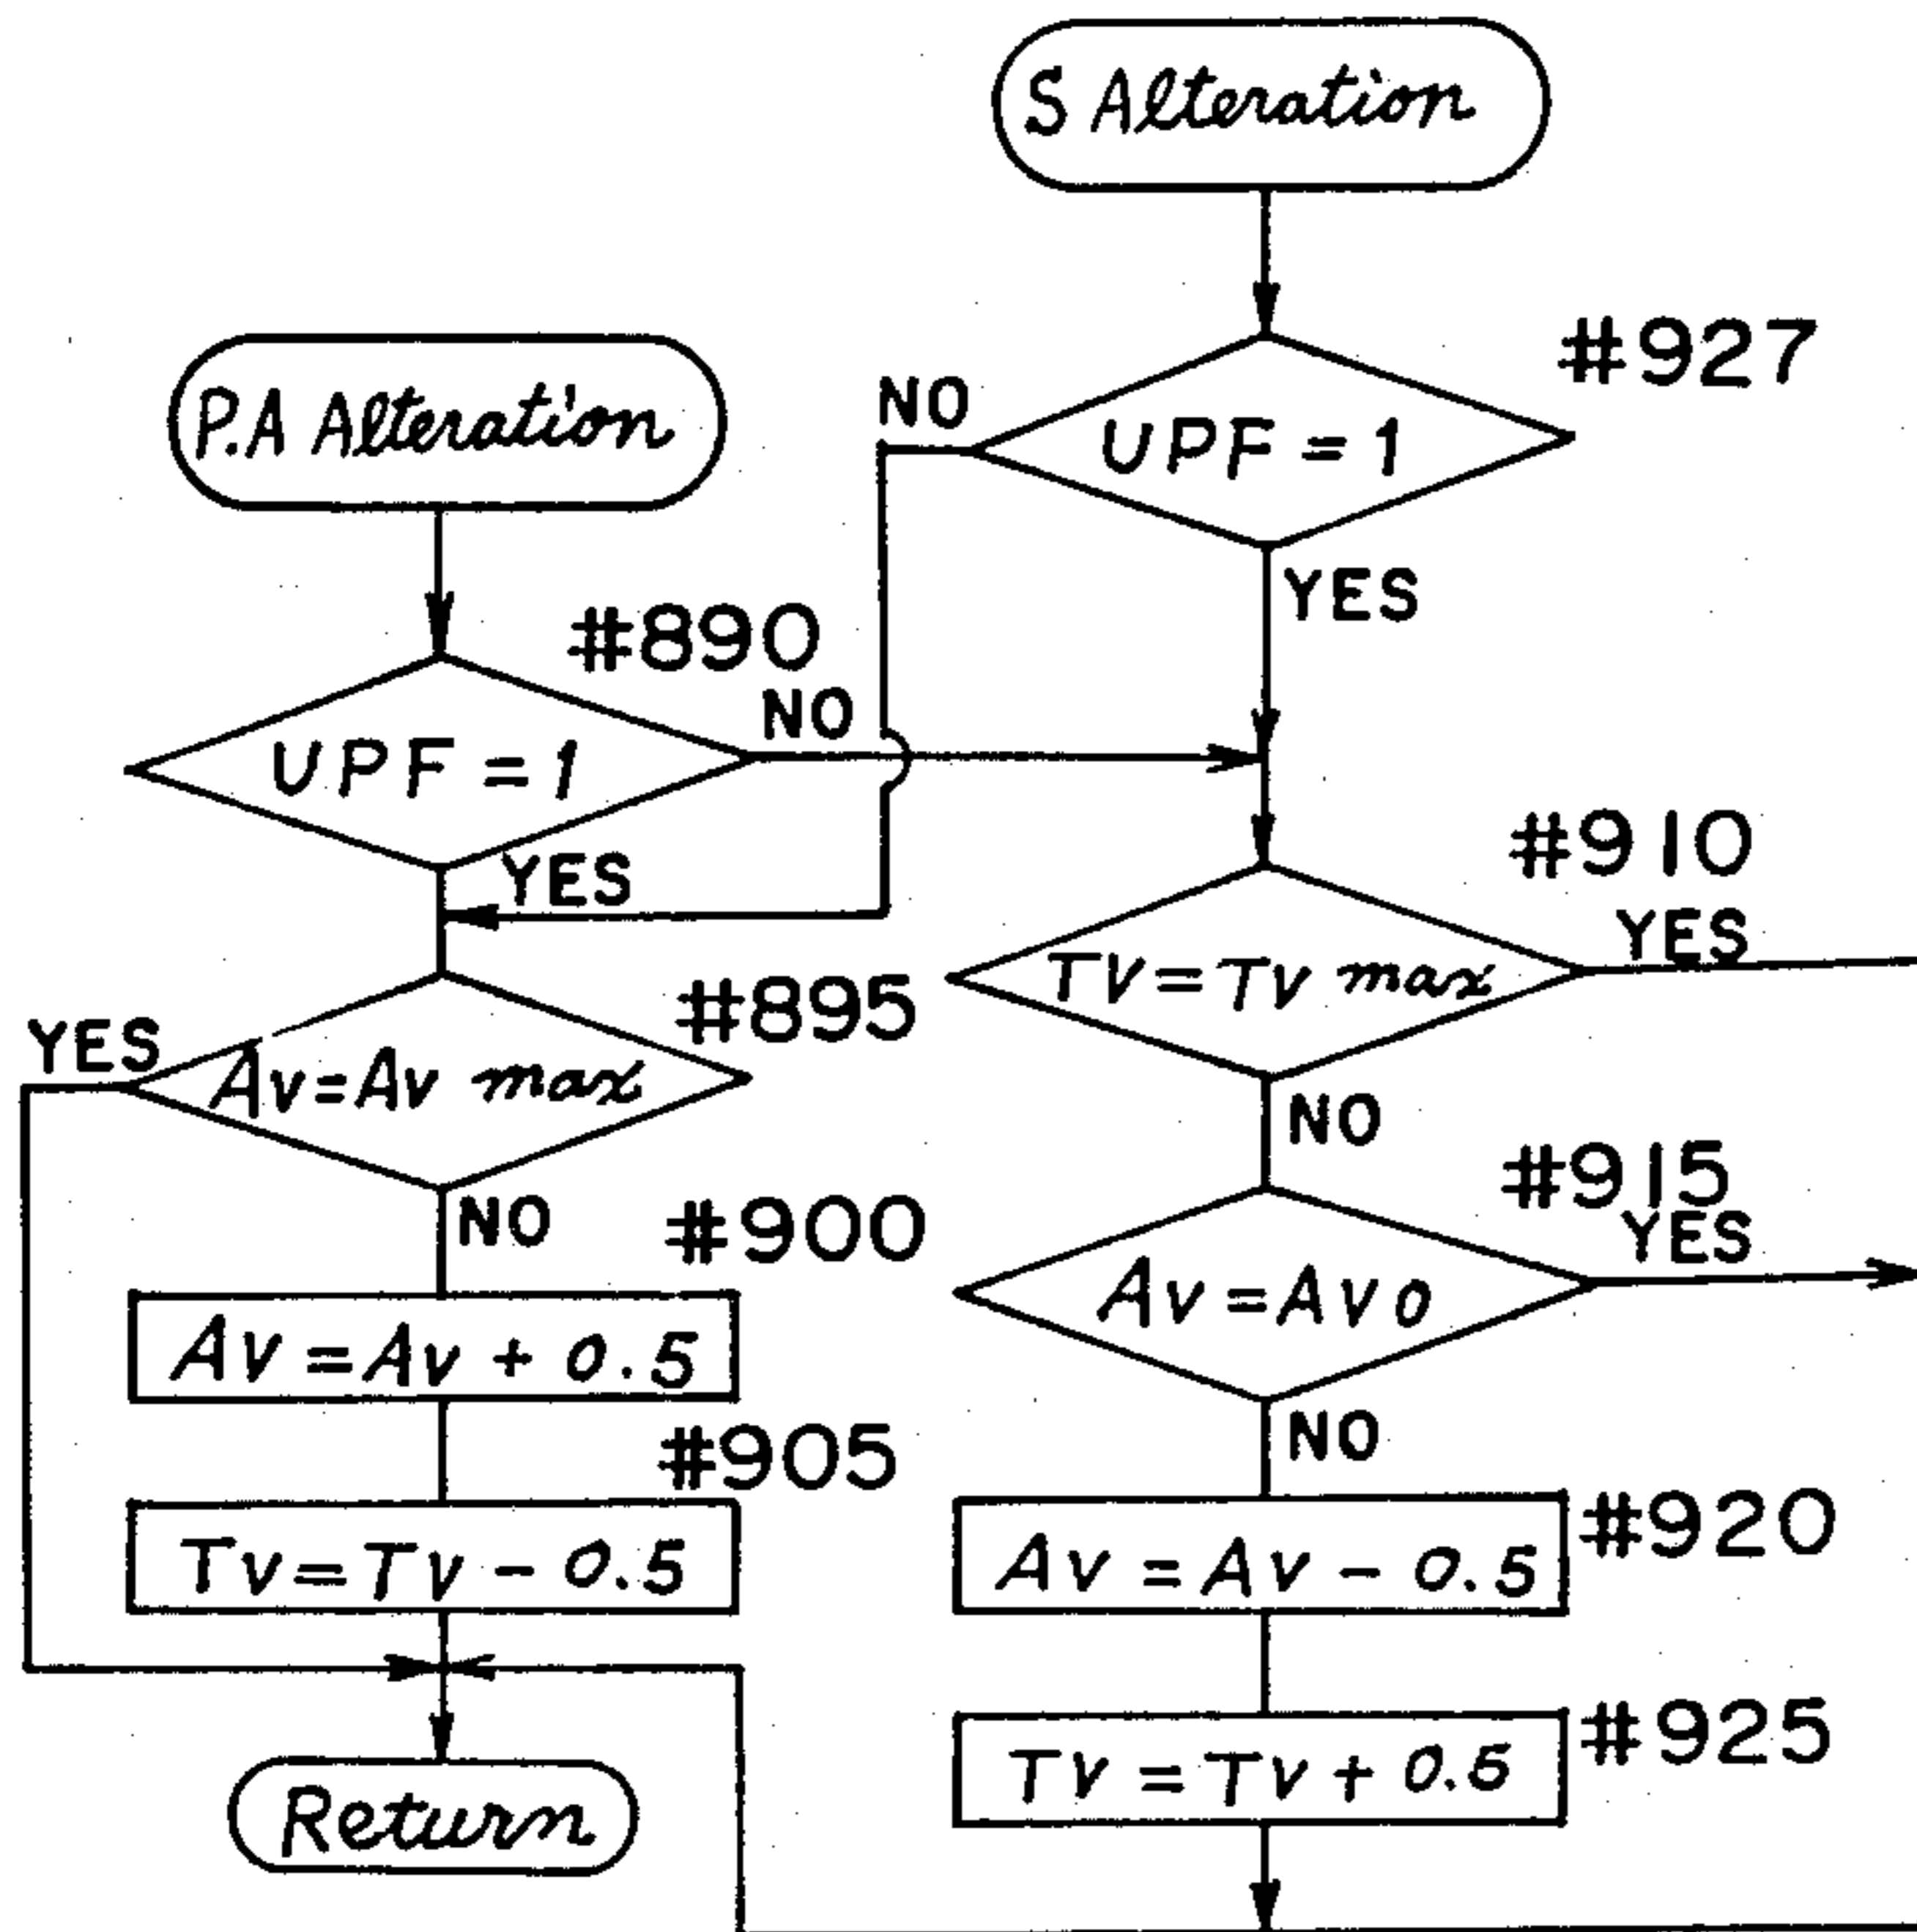 S Alteration
#927
NO
UPF = 1
YES
P.A Alteration
#890
NO
UPF = 1
YES
#910
YES
TV = TV max
NO
#895
YES
AV = AV max
NO
#915
YES
AV = AV0
NO
#900
AV = AV + 0.5
#905
TV = TV - 0.5
#920
AV = AV - 0.5
#925
TV = TV + 0.5
Return